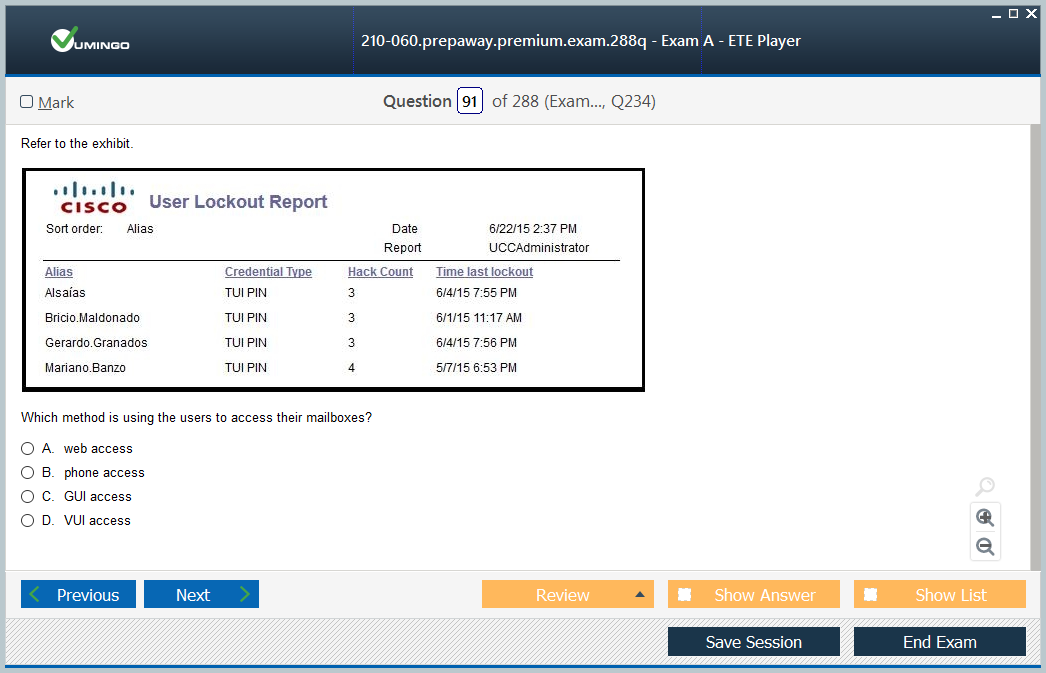 VUMINGO
210-060.prepaway.premium.exam.288q - Exam A - ETE Player
Mark
Question 91 of 288 (Exam..., Q234)
Refer to the exhibit.
CISCO
User Lockout Report
Sort order: Alias
Date 6/22/15 2:37 PM
Report UCCAdministrator
Alias Credential Type Hack Count Time last lockout
Alsaías TUI PIN 3 6/4/15 7:55 PM
Bricio.Maldonado TUI PIN 3 6/1/15 11:17 AM
Gerardo.Granados TUI PIN 3 6/4/15 7:56 PM
Mariano.Banzo TUI PIN 4 5/7/15 6:53 PM
Which method is using the users to access their mailboxes?
A. web access
B. phone access
C. GUI access
D. VUI access
Previous Next Review Show Answer Show List
Save Session End Exam